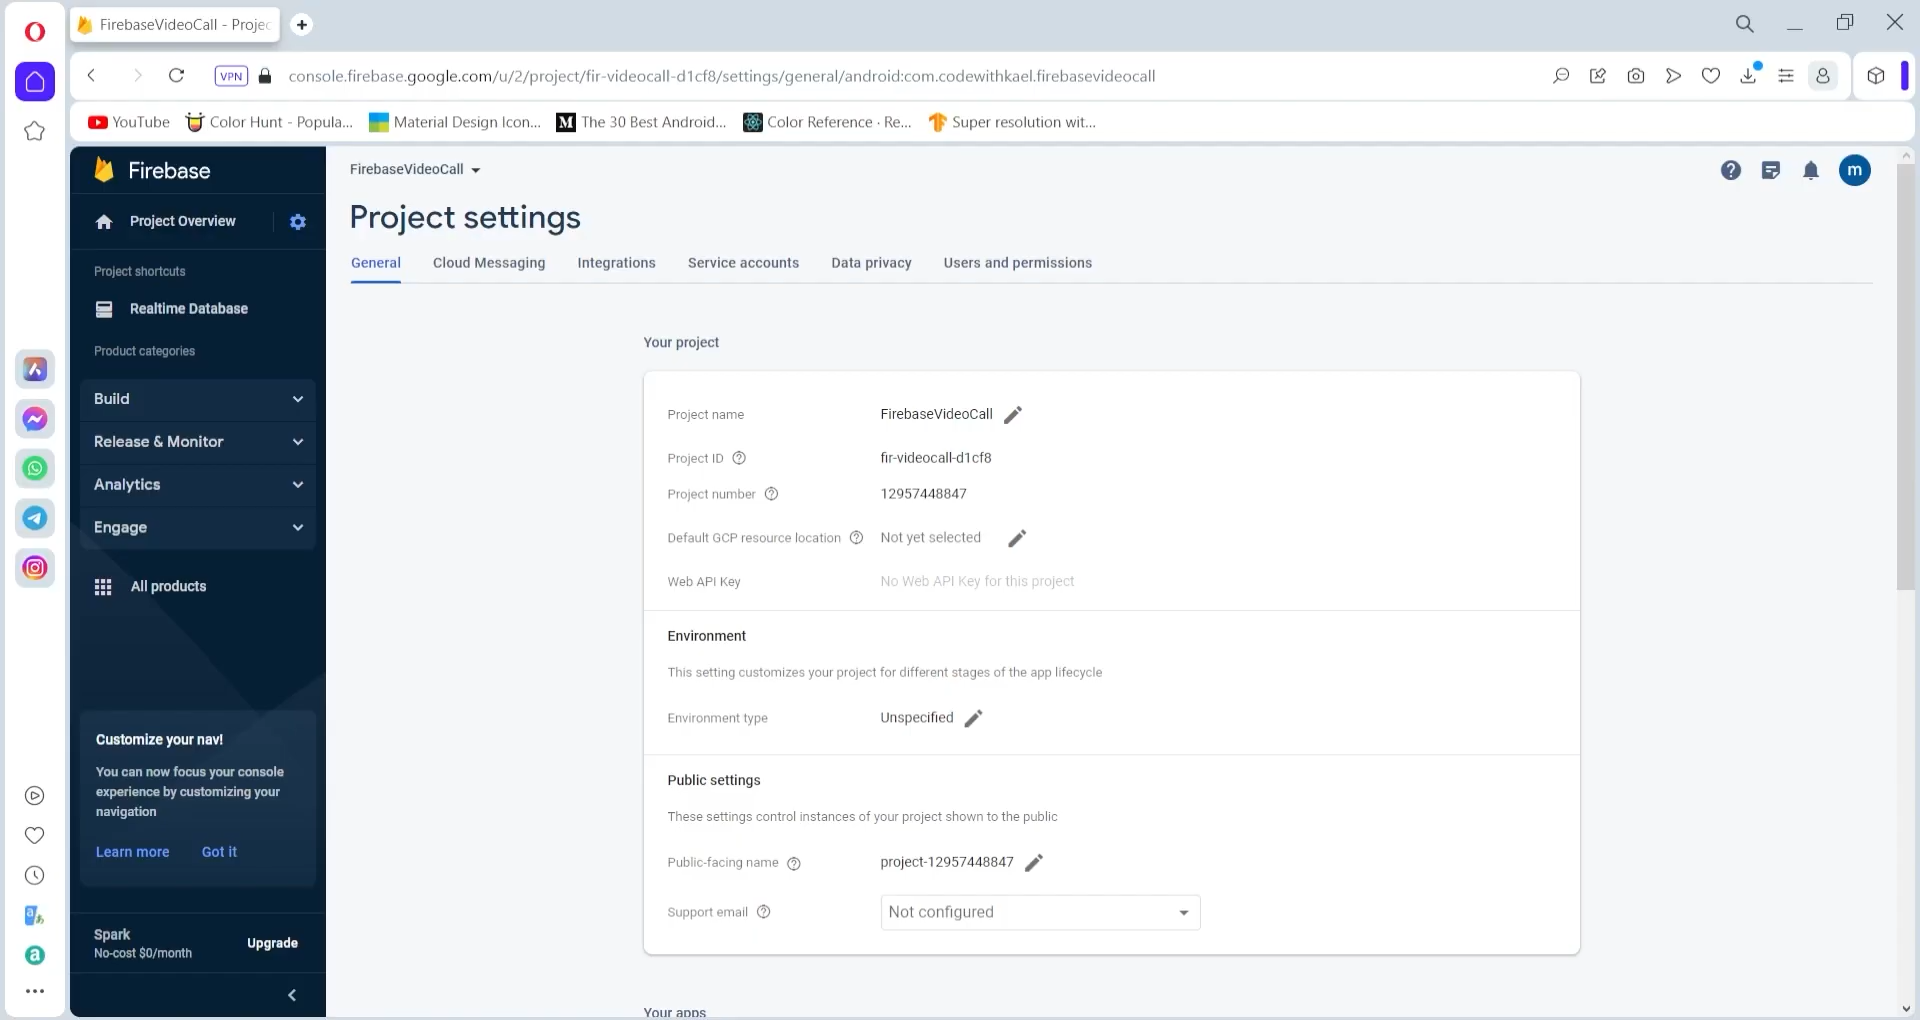 FirebaseVideoCall - Projec
VPN
console.firebase.google.com/u/2/project/fir-videocall-d1cf8/settings/general/android:com.codewithkael.firebasevideocall
YouTube
Color Hunt - Popula...
Material Design Icon...
The 30 Best Android...
Color Reference · Re...
Super resolution wit...
Firebase
Project Overview
Project shortcuts
Realtime Database
Product categories
Build
Release & Monitor
Analytics
Engage
All products
Customize your nav!
You can now focus your console
experience by customizing your
navigation
Learn more
Got it
Spark
No-cost $0/month
Upgrade
FirebaseVideoCall
m
Project settings
General
Cloud Messaging
Integrations
Service accounts
Data privacy
Users and permissions
Your project
Project name
FirebaseVideoCall
Project ID
fir-videocall-d1cf8
Project number
12957448847
Default GCP resource location
Not yet selected
Web API Key
No Web API Key for this project
Environment
This setting customizes your project for different stages of the app lifecycle
Environment type
Unspecified
Public settings
These settings control instances of your project shown to the public
Public-facing name
project-12957448847
Support email
Not configured
Your apps